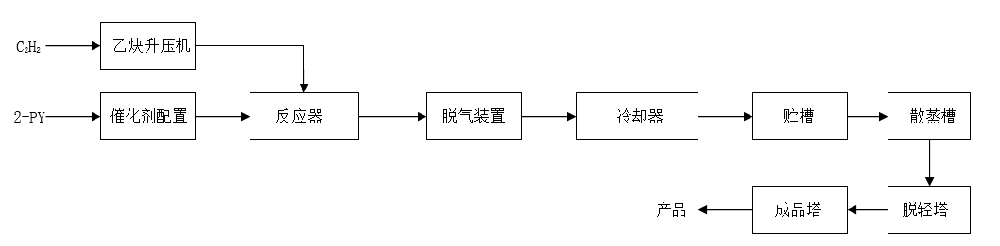 C₂H₂
乙炔升压机
2-PY
催化剂配置
反应器
脱气装置
冷却器
贮槽
散蒸槽
产品
成品塔
脱轻塔